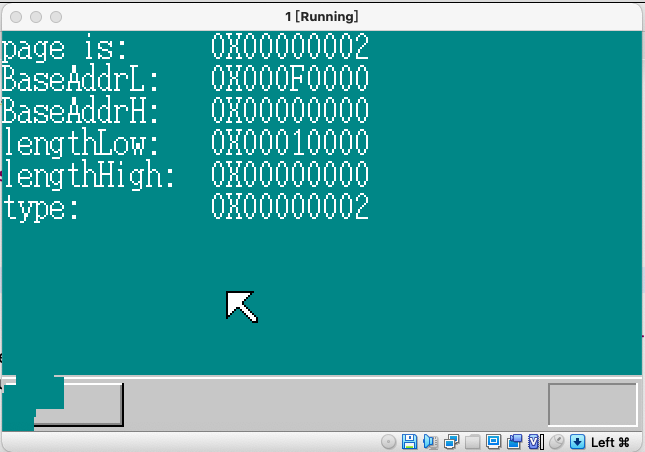 1 [Running]
page is: 0X00000002
BaseAddrL: 0X000F0000
BaseAddrH: 0X00000000
lengthLow: 0X00010000
lengthHigh: 0X00000000
type: 0X00000002
Left ⌘